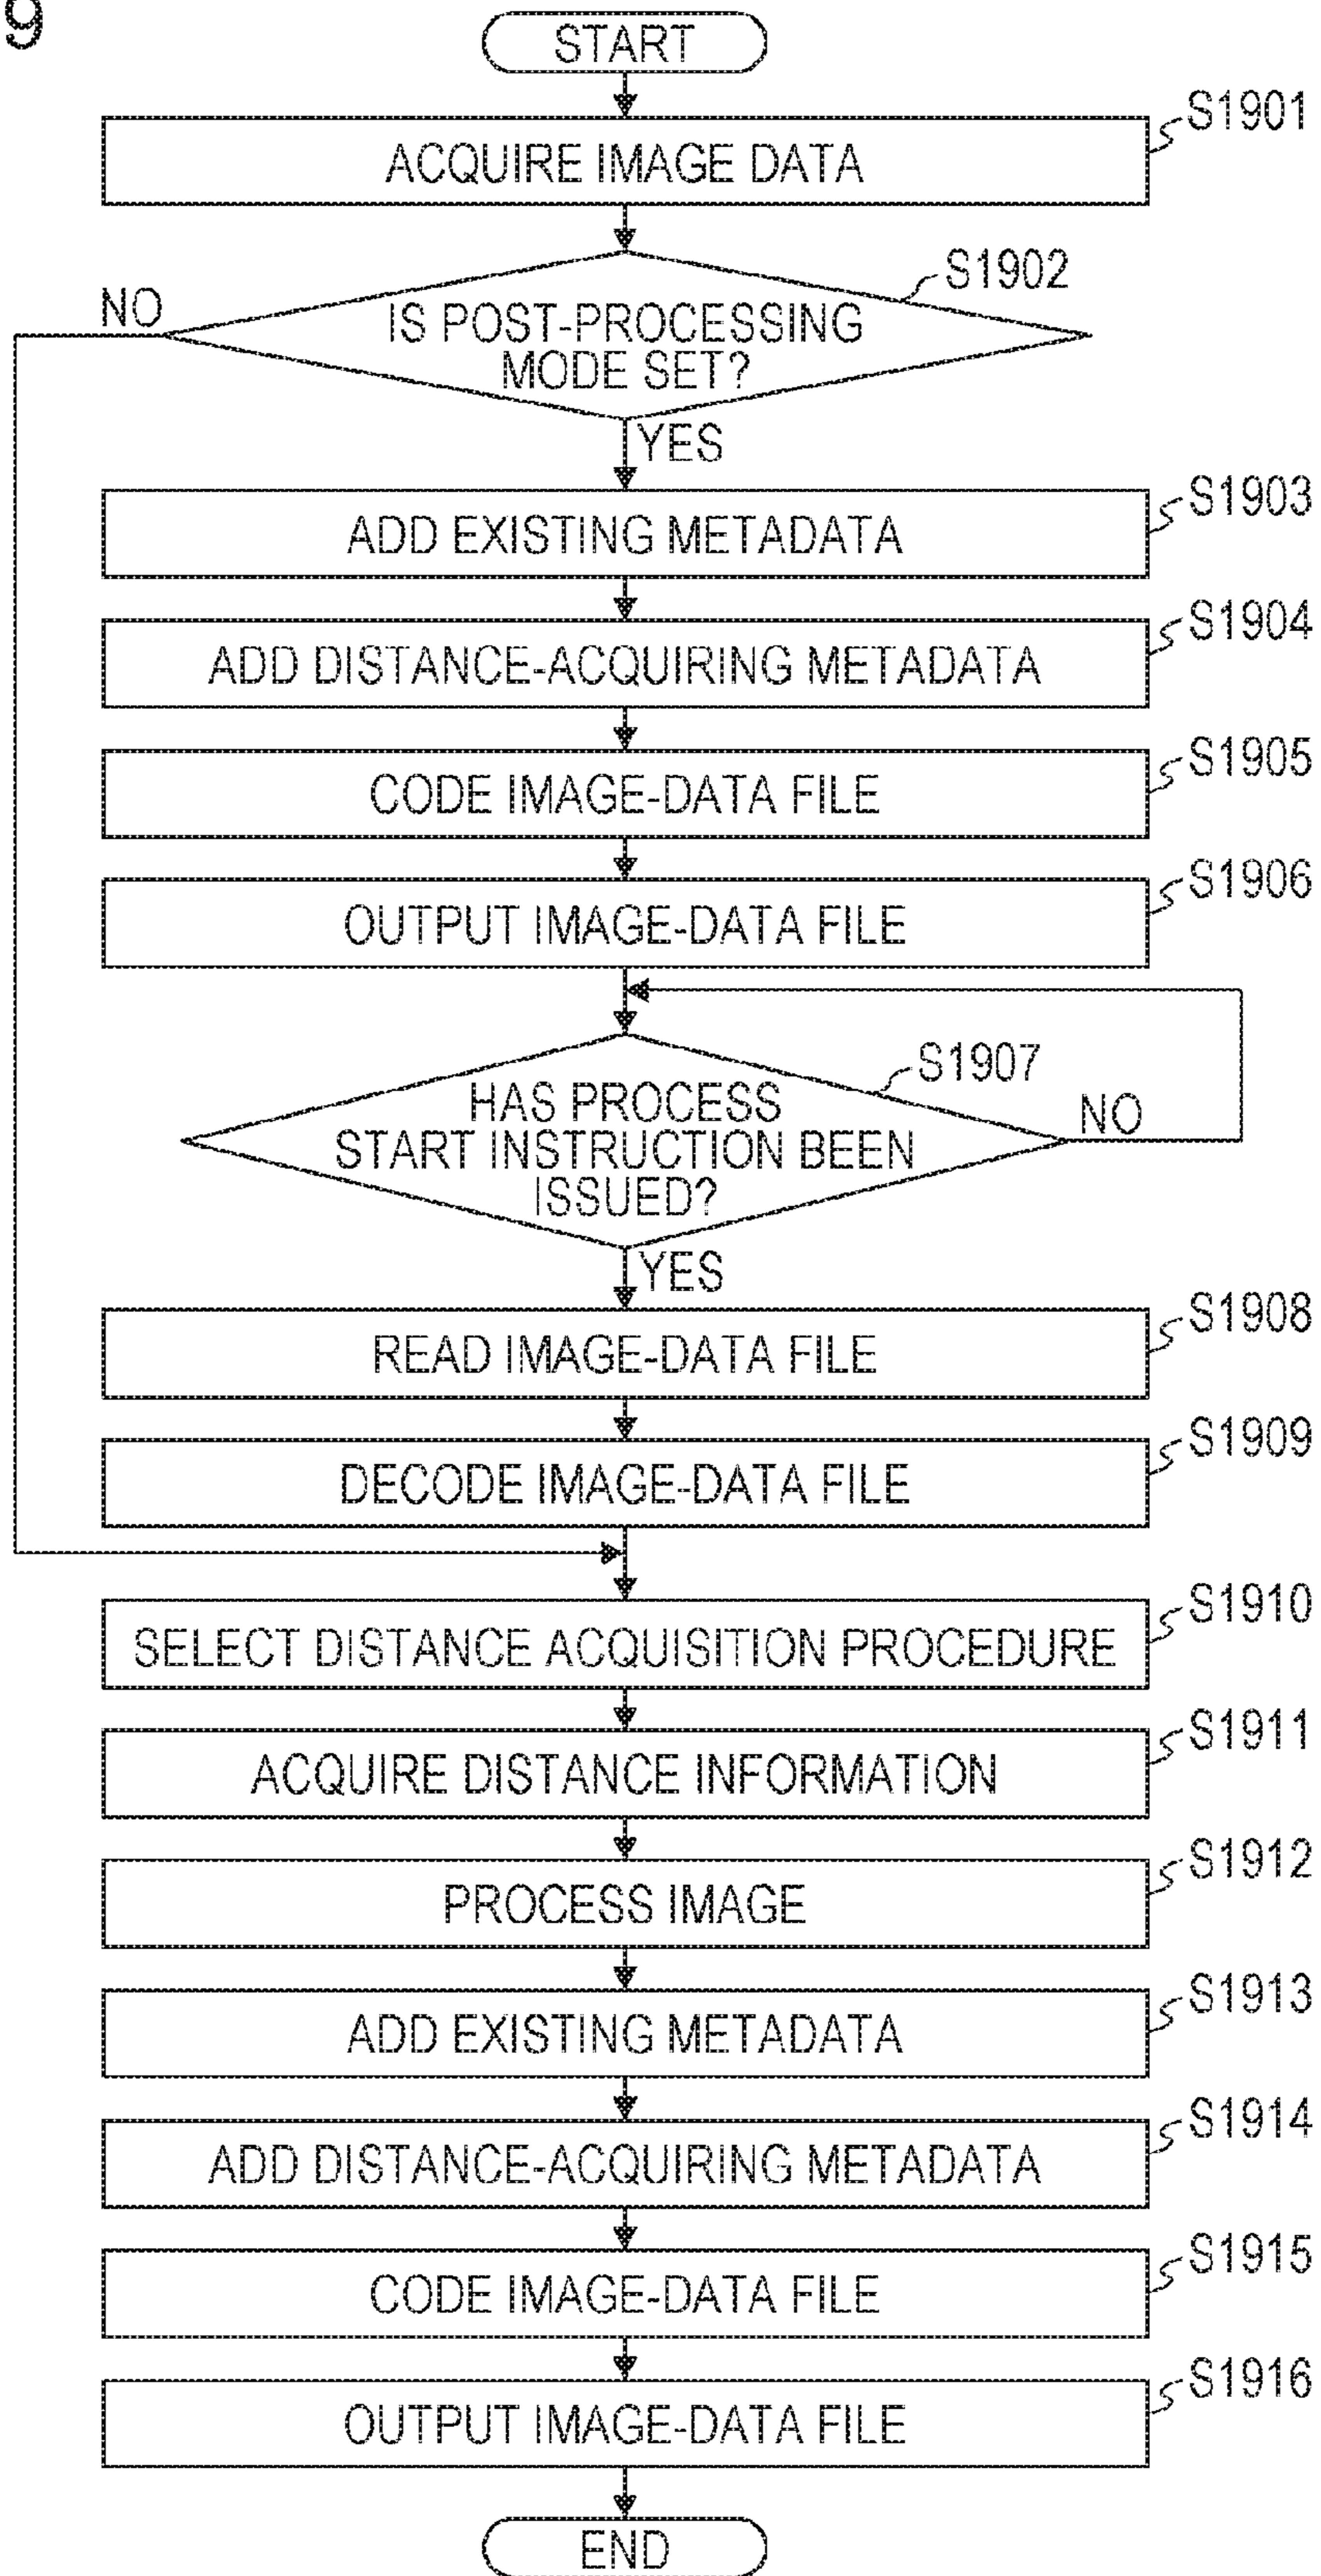 9
START
S1901
ACQUIRE IMAGE DATA
S1902
NO
IS POST-PROCESSING
MODE SET?
YES
S1903
ADD EXISTING METADATA
S1904
ADD DISTANCE-ACQUIRING METADATA
S1905
CODE IMAGE-DATA FILE
S1906
OUTPUT IMAGE-DATA FILE
S1907
HAS PROCESS
START INSTRUCTION BEEN
ISSUED?
NO
YES
S1908
READ IMAGE-DATA FILE
S1909
DECODE IMAGE-DATA FILE
S1910
SELECT DISTANCE ACQUISITION PROCEDURE
S1911
ACQUIRE DISTANCE INFORMATION
S1912
PROCESS IMAGE
S1913
ADD EXISTING METADATA
S1914
ADD DISTANCE-ACQUIRING METADATA
S1915
CODE IMAGE-DATA FILE
S1916
OUTPUT IMAGE-DATA FILE
END